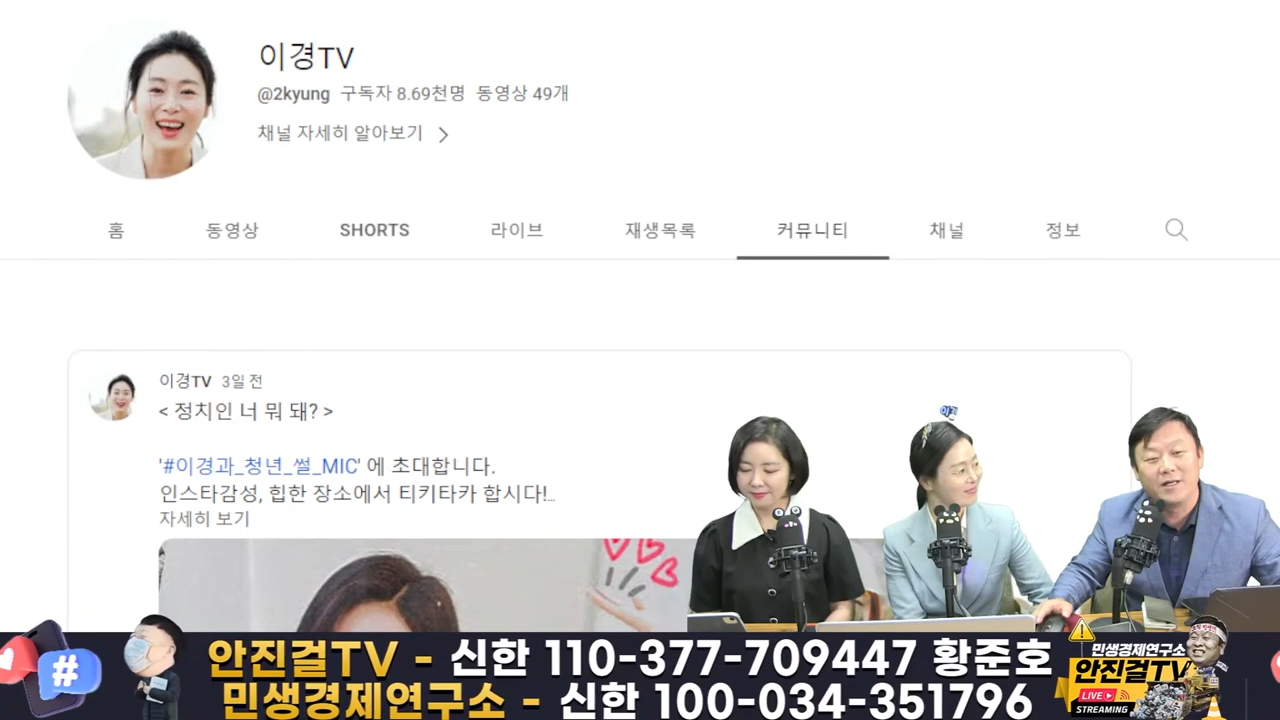 이경TV
@2kyung 구독자 8.69천명 동영상 49개
채널 자세히 알아보기
홈 동영상 SHORTS 라이브 재생목록 커뮤니티 채널 정보
이경TV 3일 전
< 정치인 너 뭐 돼? >
'#이경과_청년_썰_MIC' 에 초대합니다.
인스타감성, 힙한 장소에서 티키타카 합시다!...
자세히 보기
안진걸TV - 신한 110-377-709447 황준호
민생경제연구소 - 신한 100-034-351796
#
민생경제연구소
안진걸TV
LIVE
STREAMING